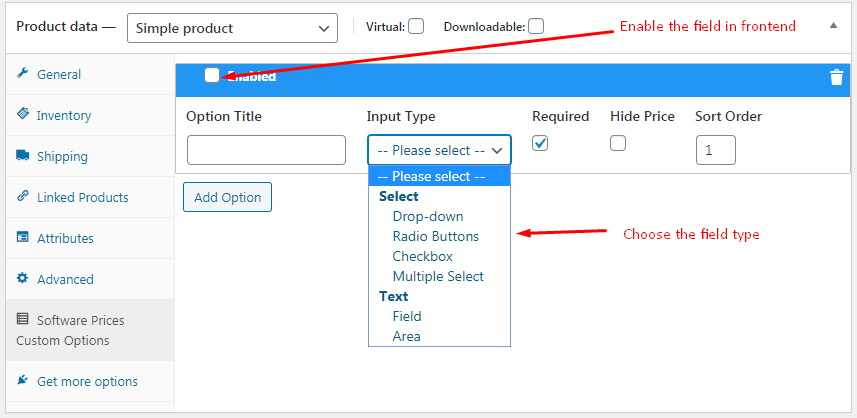 Product data — Simple product Virtual: Downloadable: Enable the field in frontend
General
Inventory
Shipping
Linked Products
Attributes
Advanced
Software Prices
Custom Options
Get more options
Enabled
Option Title Input Type Required Hide Price Sort Order
-- Please select -- 1
-- Please select --
Select
Drop-down
Radio Buttons
Checkbox
Multiple Select
Text
Field
Area
Add Option
Choose the field type